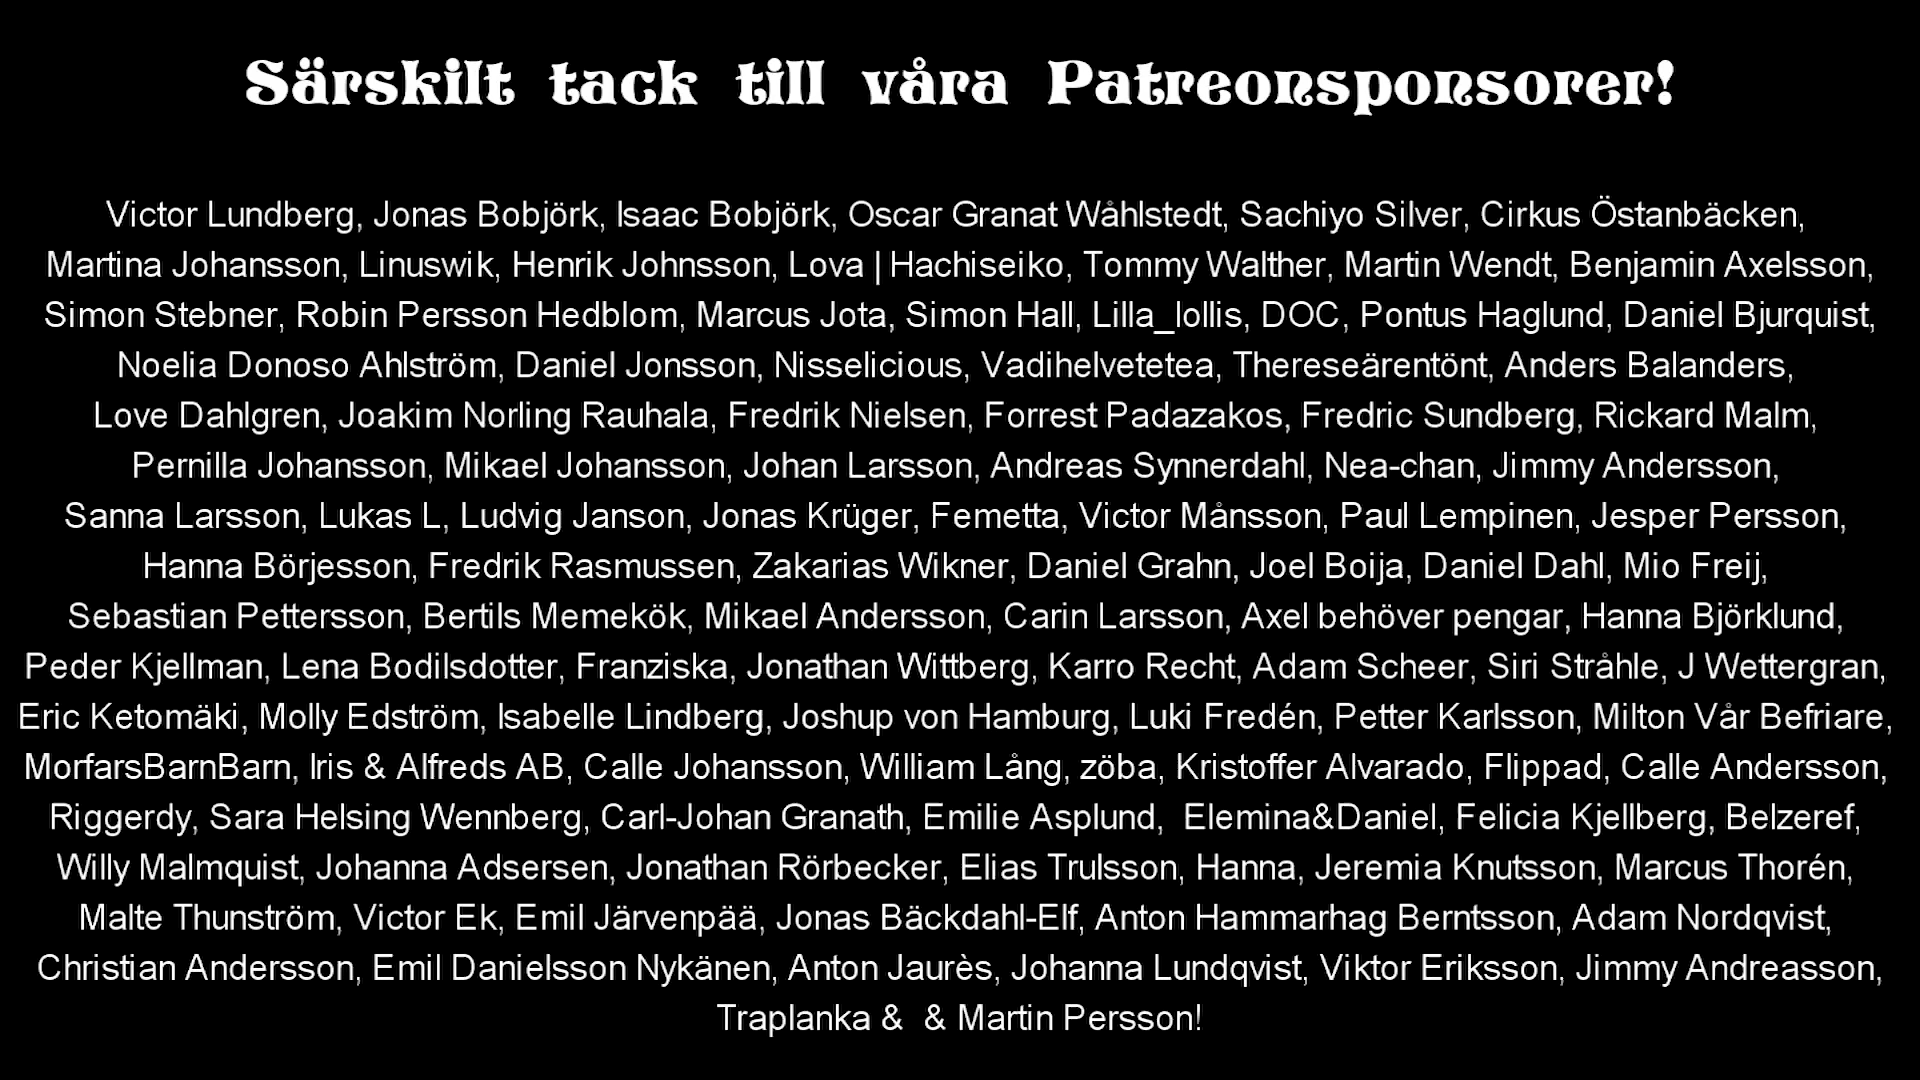 Särskilt tack till våra Patreonsponsorer!
Victor Lundberg, Jonas Bobjörk, Isaac Bobjörk, Oscar Granat Wåhlstedt, Sachiyo Silver, Cirkus Östanbäcken,
Martina Johansson, Linuswik, Henrik Johnsson, Lova | Hachiseiko, Tommy Walther, Martin Wendt, Benjamin Axelsson,
Simon Stebner, Robin Persson Hedblom, Marcus Jota, Simon Hall, Lilla_lollis, DOC, Pontus Haglund, Daniel Bjurquist,
Noelia Donoso Ahlström, Daniel Jonsson, Nisselicious, Vadihelvetetea, Thereseärentönt, Anders Balanders,
Love Dahlgren, Joakim Norling Rauhala, Fredrik Nielsen, Forrest Padazakos, Fredric Sundberg, Rickard Malm,
Pernilla Johansson, Mikael Johansson, Johan Larsson, Andreas Synnerdahl, Nea-chan, Jimmy Andersson,
Sanna Larsson, Lukas L, Ludvig Janson, Jonas Krüger, Femetta, Victor Månsson, Paul Lempinen, Jesper Persson,
Hanna Börjesson, Fredrik Rasmussen, Zakarias Wikner, Daniel Grahn, Joel Boija, Daniel Dahl, Mio Freij,
Sebastian Pettersson, Bertils Memekök, Mikael Andersson, Carin Larsson, Axel behöver pengar, Hanna Björklund,
Peder Kjellman, Lena Bodilsdotter, Franziska, Jonathan Wittberg, Karro Recht, Adam Scheer, Siri Stråhle, J Wettergran,
Eric Ketomäki, Molly Edström, Isabelle Lindberg, Joshup von Hamburg, Luki Fredén, Petter Karlsson, Milton Vår Befriare,
MorfarsBarnBarn, Iris & Alfreds AB, Calle Johansson, William Lång, zöba, Kristoffer Alvarado, Flippad, Calle Andersson,
Riggerdy, Sara Helsing Wennberg, Carl-Johan Granath, Emilie Asplund,  Elemina&Daniel, Felicia Kjellberg, Belzeref,
Willy Malmquist, Johanna Adsersen, Jonathan Rörbecker, Elias Trulsson, Hanna, Jeremia Knutsson, Marcus Thorén,
Malte Thunström, Victor Ek, Emil Järvenpää, Jonas Bäckdahl-Elf, Anton Hammarhag Berntsson, Adam Nordqvist,
Christian Andersson, Emil Danielsson Nykänen, Anton Jaurès, Johanna Lundqvist, Viktor Eriksson, Jimmy Andreasson,
Traplanka &  & Martin Persson!